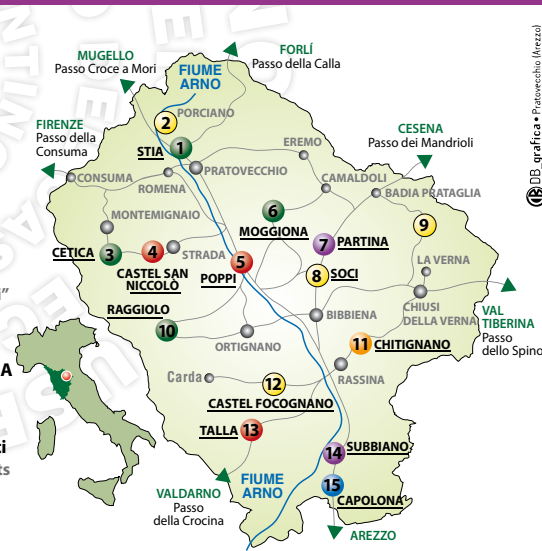 MUGELLO
Passo Croce a Mori
FORLÍ
Passo della Calla
FIUME
ARNO
PORCIANO
2
FIRENZE
Passo della
Consuma
STIA
1
EREMO
CESENA
Passo dei Mandrioli
CONSUMA
ROMENA
PRATOVECCHIO
CAMALDOLI
BADIA PRATAGLIA
MONTEMIGNAIO
6
MOGGIONA
9
CETICA
3
4
STRADA
CASTEL SAN
NICCOLÒ
5
POPPI
7
PARTINA
8
SOCI
LA VERNA
RAGGIOLO
10
ORTIGNANO
BIBBIENA
CHIUSI
DELLA VERNA
VAL
TIBERINA
Passo
dello Spino
11
CHITIGNANO
Carda
12
CASTEL FOCOGNANO
RASSINA
TALLA
13
14
SUBBIANO
VALDARNO
Passo
della Crocina
FIUME
ARNO
15
CAPOLONA
AREZZO
DB_grafica • Pratovecchio (Arezzo)